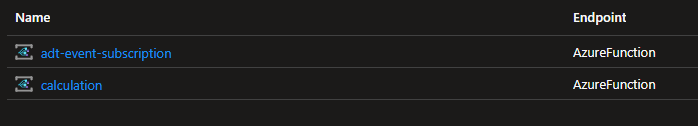 Name Endpoint
adt-event-subscription AzureFunction
calculation AzureFunction